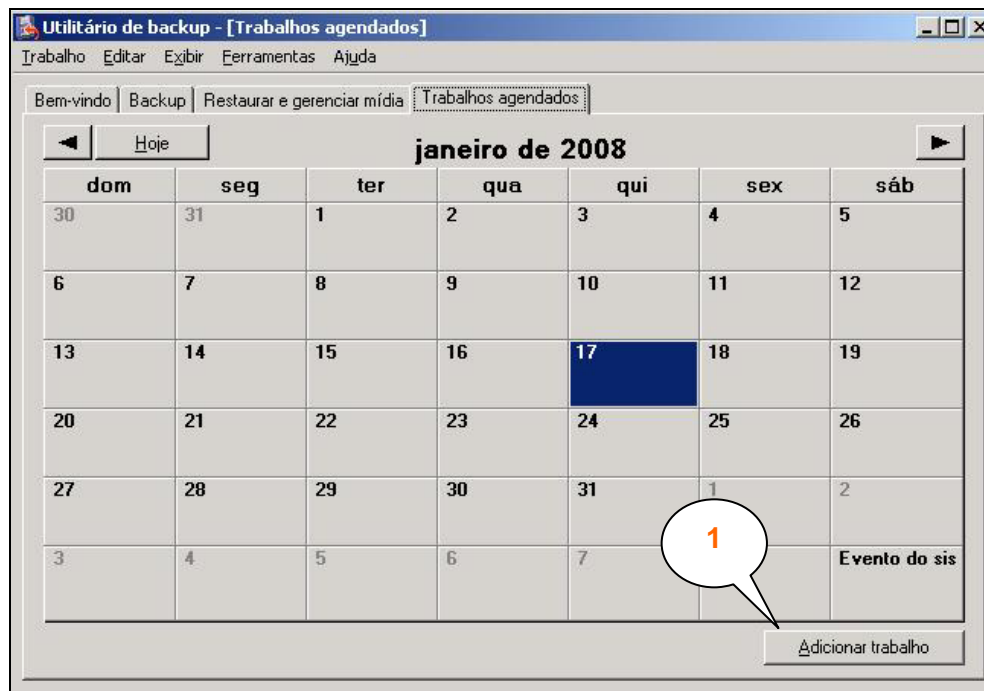 Utilitário de backup - [Trabalhos agendados]
Trabalho Editar Exibir Ferramentas Ajuda
Bem-vindo Backup Restaurar e gerenciar mídia Trabalhos agendados
Hoje janeiro de 2008
dom seg ter qua qui sex sáb
30 31 1 2 3 4 5
6 7 8 9 10 11 12
13 14 15 16 17 18 19
20 21 22 23 24 25 26
27 28 29 30 31 1 2
3 4 5 6 7 Evento do sis
1
Adicionar trabalho